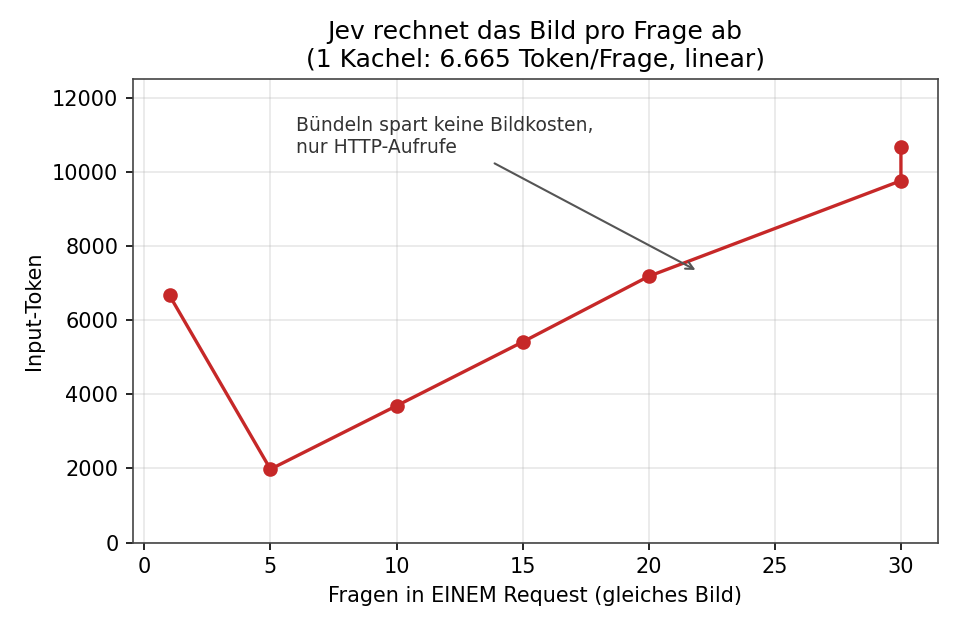 Jev rechnet das Bild pro Frage ab
(1 Kachel: 6.665 Token/Frage, linear)
12000
Bündeln spart keine Bildkosten,
nur HTTP-Aufrufe
10000
8000
6000
4000
2000
0
Input-Token
0 5 10 15 20 25 30
Fragen in EINEM Request (gleiches Bild)